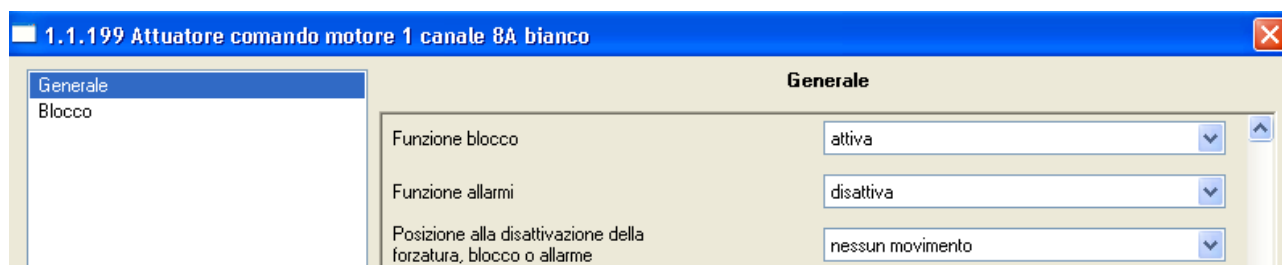 1.1.199 Attuatore comando motore 1 canale 8A bianco
Generale
Blocco
Generale
Funzione blocco
attiva
Funzione allarmi
disattiva
Posizione alla disattivazione della
forzatura, blocco o allarme
nessun movimento